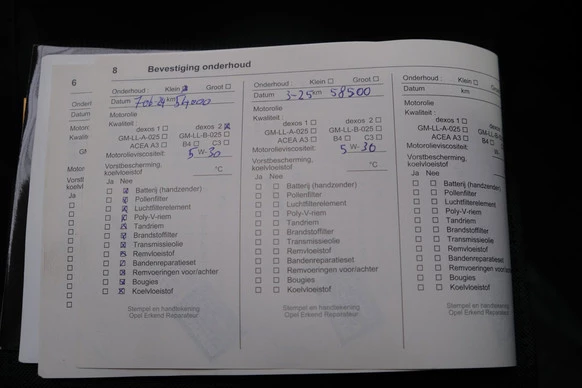 8 Bevestiging onderhoud
6
Onderhoud : Klein ☒ Groot ☐
Datum 7 feb 24 km 54000
Motorolie
Kwaliteit :
dexos 1 ☐ dexos 2 ☒
GM-LL-A-025 ☐ GM-LL-B-025 ☐
ACEA A3 ☐ B4 ☐ C3 ☐
Motorolieviscositeit: 5 W-30
Vorstbescherming,
koelvloeistof °C
Ja Nee
☐ ☒ Batterij (handzender)
☐ ☒ Pollenfilter
☐ ☒ Luchtfilterelement
☐ ☒ Poly-V-riem
☐ ☒ Tandriem
☐ ☒ Brandstoffilter
☐ ☒ Transmissieolie
☐ ☒ Remvloeistof
☐ ☒ Bandenreparatieset
☐ ☒ Remvoeringen voor/achter
☐ ☒ Bougies
☐ ☒ Koelvloeistof
Stempel en handtekening
Opel Erkend Reparateur
Onderhoud : Klein ☐ Groot ☐
Datum 3-25 km 58500
Motorolie
Kwaliteit :
dexos 1 ☐ dexos 2 ☐
GM-LL-A-025 ☐ GM-LL-B-025 ☐
ACEA A3 ☐ B4 ☐ C3 ☐
Motorolieviscositeit: 5 W-30
Vorstbescherming,
koelvloeistof °C
Ja Nee
☐ ☐ Batterij (handzender)
☐ ☐ Pollenfilter
☐ ☐ Luchtfilterelement
☐ ☐ Poly-V-riem
☐ ☐ Tandriem
☐ ☐ Brandstoffilter
☐ ☐ Transmissieolie
☐ ☐ Remvloeistof
☐ ☐ Bandenreparatieset
☐ ☐ Remvoeringen voor/achter
☐ ☐ Bougies
☐ ☐ Koelvloeistof
Stempel en handtekening
Opel Erkend Reparateur
Onderhoud : Klein ☐ Groot ☐
Datum km
Motorolie
Kwaliteit :
dexos 1 ☐
GM-LL-A-025 ☐
ACEA A3 ☐
Motorolieviscositeit:
Vorstbescherming,
koelvloeistof
Ja Nee
☐ ☐ Batterij (handzender)
☐ ☐ Pollenfilter
☐ ☐ Luchtfilterelement
☐ ☐ Poly-V-riem
☐ ☐ Tandriem
☐ ☐ Brandstoffilter
☐ ☐ Transmissieolie
☐ ☐ Remvloeistof
☐ ☐ Bandenreparatieset
☐ ☐ Remvoeringen voor/
☐ ☐ Bougies
☐ ☐ Koelvloeistof
Stempel en handtekening
Opel Erkend Reparateur